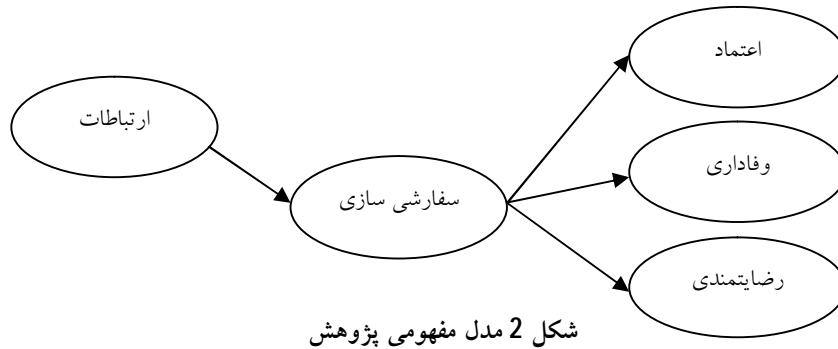 اعتماد
ارتباطات
وفاداری
سفارشی سازی
رضایتمندی
شکل 2 مدل مفهومی پژوهش